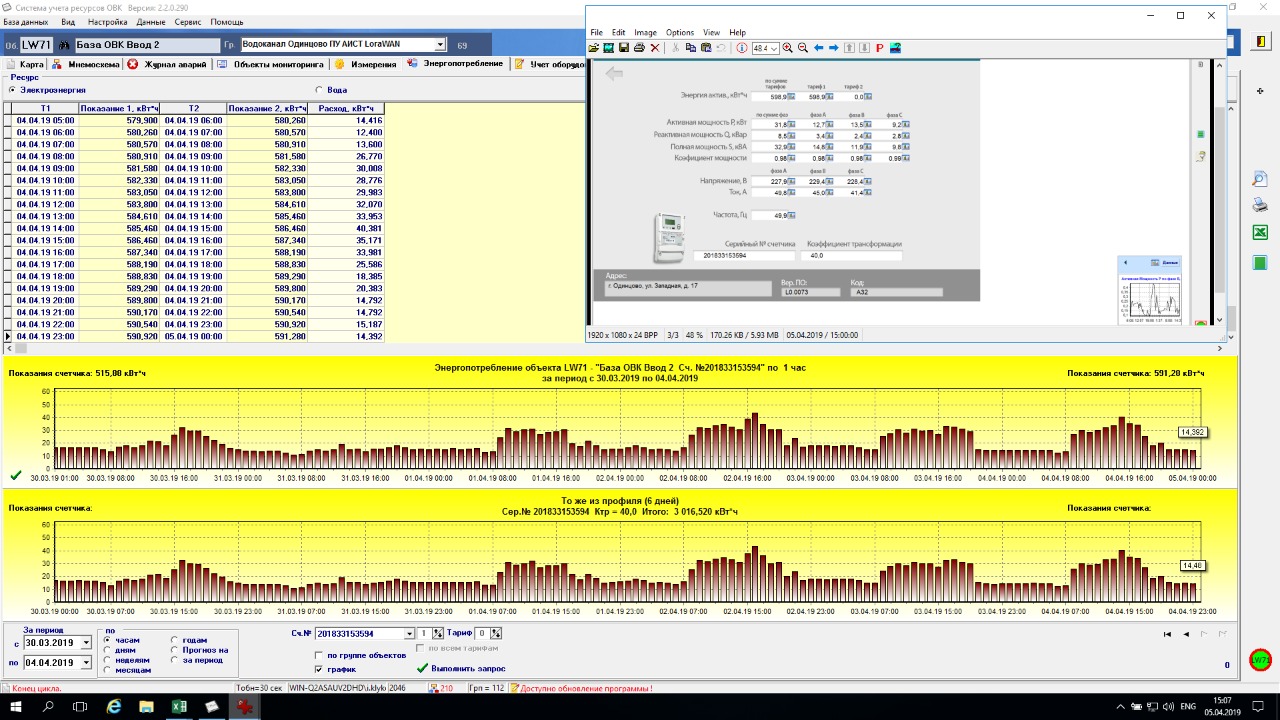 Система учета ресурсов ОВК Версия: 2.2.0.290
База данных Вид Настройка Данные Сервис Помощь
Об. LW71 База ОВК Ввод 2 Гр. Водоканал Одинцово ПУ АИСТ LoraWAN 69
Карта Мнемосхема Журнал аварий Объекты мониторинга Измерения Энергопотребление Учет оборудо
Ресурс
Электроэнергия Вода
T1 Показание 1, кВт*ч T2 Показание 2, кВт*ч Расход, кВт*ч
04.04.19 05:00 579,900 04.04.19 06:00 580,260 14,416
04.04.19 06:00 580,260 04.04.19 07:00 580,570 12,400
04.04.19 07:00 580,570 04.04.19 08:00 580,910 13,600
04.04.19 08:00 580,910 04.04.19 09:00 581,580 26,770
04.04.19 09:00 581,580 04.04.19 10:00 582,330 30,008
04.04.19 10:00 582,330 04.04.19 11:00 583,050 28,776
04.04.19 11:00 583,050 04.04.19 12:00 583,800 29,983
04.04.19 12:00 583,800 04.04.19 13:00 584,610 32,070
04.04.19 13:00 584,610 04.04.19 14:00 585,460 33,953
04.04.19 14:00 585,460 04.04.19 15:00 586,460 40,381
04.04.19 15:00 586,460 04.04.19 16:00 587,340 35,171
04.04.19 16:00 587,340 04.04.19 17:00 588,190 33,981
04.04.19 17:00 588,190 04.04.19 18:00 588,830 25,586
04.04.19 18:00 588,830 04.04.19 19:00 589,290 18,385
04.04.19 19:00 589,290 04.04.19 20:00 589,800 20,383
04.04.19 20:00 589,800 04.04.19 21:00 590,170 14,792
04.04.19 21:00 590,170 04.04.19 22:00 590,540 14,792
04.04.19 22:00 590,540 04.04.19 23:00 590,920 15,187
04.04.19 23:00 590,920 05.04.19 00:00 591,280 14,392
File Edit Image Options View Help
48.4
по сумме тарифов тариф 1 тариф 2
Энергия актив., кВт*ч 598,9 598,9 0.0
по сумме фаз фаза A фаза B фаза C
Активная мощность P, кВт 31,8 12,7 13,5 9,2
Реоктивная мощность Q, кВар 8,5 3,4 2,4 2,8
Полная мощность S, кВА 32,9 14,8 11,9 9.8
Коэфициент мощности 0,98 0,98 0,98 0,99
фаза A фаза B фаза C
Напряжение, В 227,9 229,4 228,4
Ток, А 49,8 45,0 41,4
Частота, Гц 49,9
Серийный № счетчика Коэффициент трансформации
201833153594 40.0
Адрес: Вер. ПО: Код:
г. Одинцово, ул. Западная, д. 17 L0.0073 A32
1920 x 1080 x 24 BPP 3/3 48 % 170.26 KB / 5.93 MB 05.04.2019 / 15:00:00
Энергопотребление объекта LW71 - "База ОВК Ввод 2 Сч. №201833153594" по 1 час
за период с 30.03.2019 по 04.04.2019
Показания счетчика: 515,00 кВт*ч Показания счетчика: 591,20 кВт*ч
60
50
40
30
20
10
0
14,392
30.03.19 01:00 30.03.19 08:00 30.03.19 16:00 31.03.19 00:00 31.03.19 08:00 31.03.19 16:00 01.04.19 00:00 01.04.19 08:00 01.04.19 16:00 02.04.19 00:00 02.04.19 08:00 02.04.19 16:00 03.04.19 00:00 03.04.19 08:00 03.04.19 16:00 04.04.19 00:00 04.04.19 08:00 04.04.19 16:00 05.04.19 00:00
То же из профиля (6 дней)
Сер.№ 201833153594 Ктр = 40,0 Итого: 3 016,520 кВт*ч
Показания счетчика: Показания счетчика:
60
50
40
30
20
10
0
14,48
30.03.19 00:00 30.03.19 07:00 30.03.19 15:00 30.03.19 23:00 31.03.19 07:00 31.03.19 15:00 31.03.19 23:00 01.04.19 07:00 01.04.19 15:00 01.04.19 23:00 02.04.19 07:00 02.04.19 15:00 02.04.19 23:00 03.04.19 07:00 03.04.19 15:00 03.04.19 23:00 04.04.19 07:00 04.04.19 15:00 04.04.19 23:00
За период
с 30.03.2019
по 04.04.2019
по
часам годам
дням Прогноз на
неделям за период
месяцам
Сч.№ 201833153594 1 Тариф 0
по группе объектов по всем тарифам
график Выполнить запрос
0
LW71
Конец цикла. Тобн=30 сек WIN-Q2ASAUV2DHD\i.klyk 2046 210 Грп = 112 Доступно обновление программы !
ENG 15:07
05.04.2019